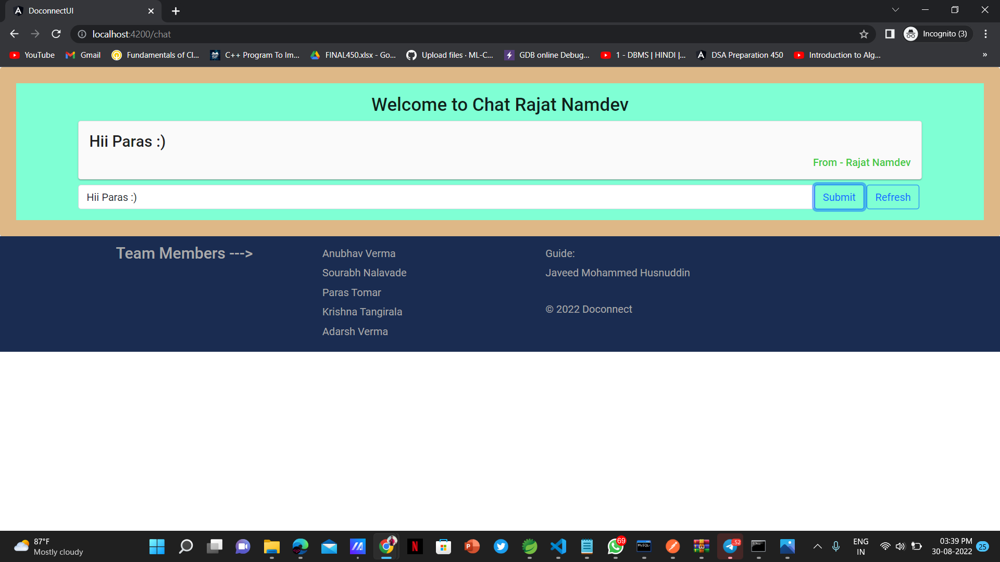 DoconnectUI
localhost:4200/chat
Incognito (3)
YouTube
Gmail
Fundamentals of Cl...
C++ Program To Im...
FINAL450.xlsx - Go...
Upload files · ML-C...
GDB online Debug...
1 - DBMS | HINDI |...
DSA Preparation 450
Introduction to Alg...
»
Welcome to Chat Rajat Namdev
Hii Paras :)
From - Rajat Namdev
Hii Paras :)
Submit
Refresh
Team Members --->
Anubhav Verma
Sourabh Nalavade
Paras Tomar
Krishna Tangirala
Adarsh Verma
Guide:
Javeed Mohammed Husnuddin
© 2022 Doconnect
87°F
Mostly cloudy
69
MySQL
..52
ENG
IN
03:39 PM
30-08-2022
25